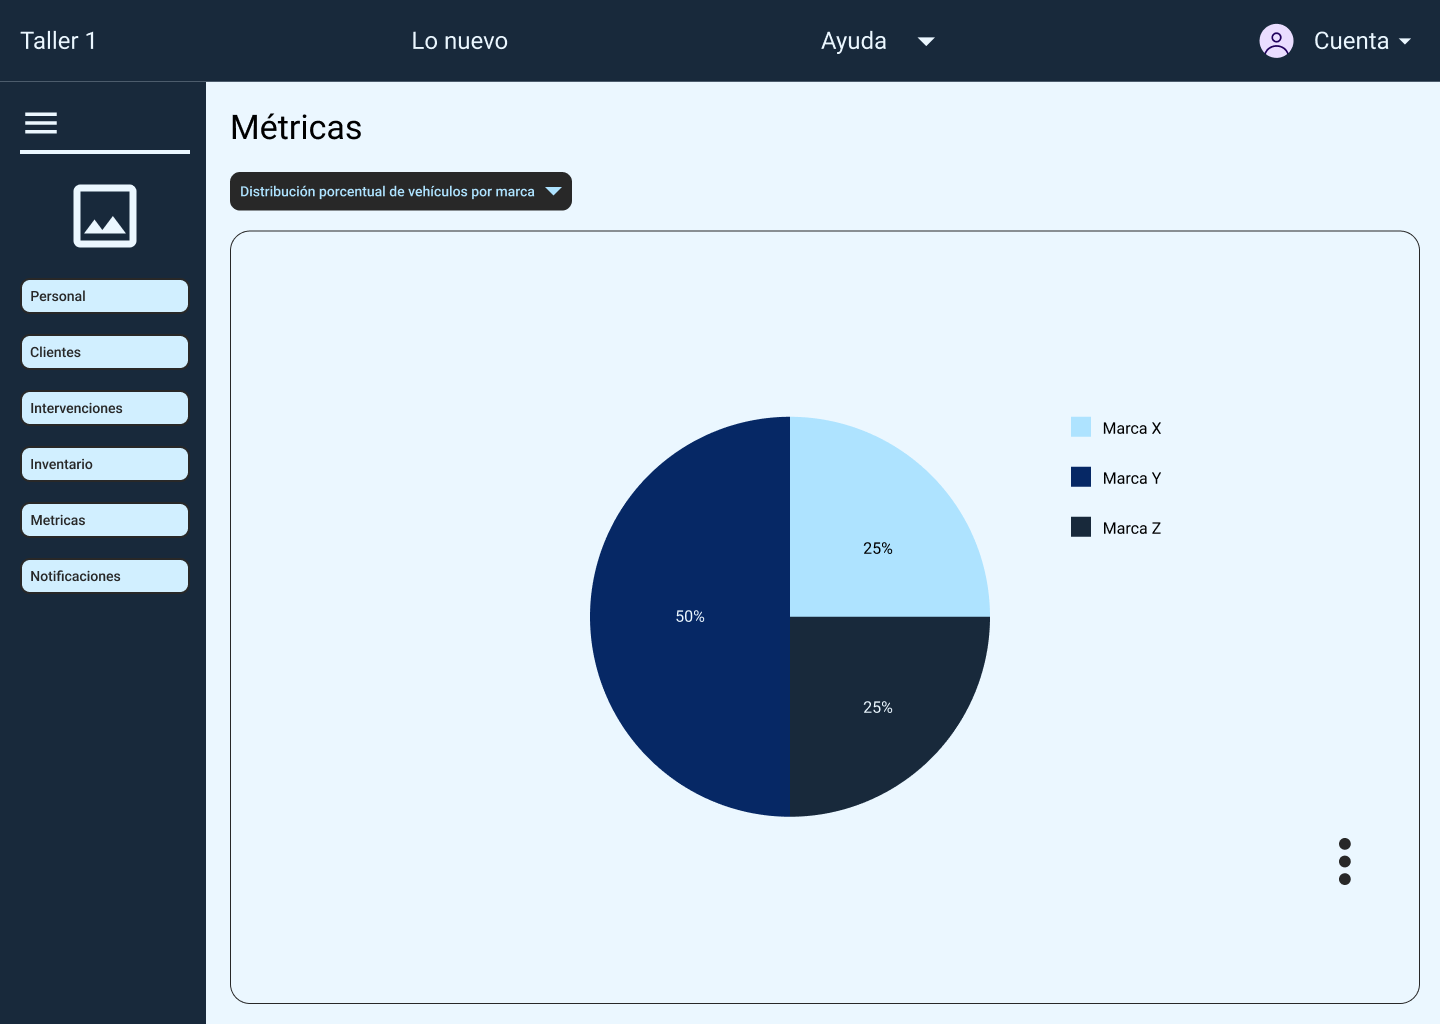 Taller 1
Lo nuevo
Ayuda
Cuenta
Métricas
Distribución porcentual de vehículos por marca
Personal
Clientes
Intervenciones
Inventario
Metricas
Notificaciones
Marca X
Marca Y
Marca Z
25%
50%
25%